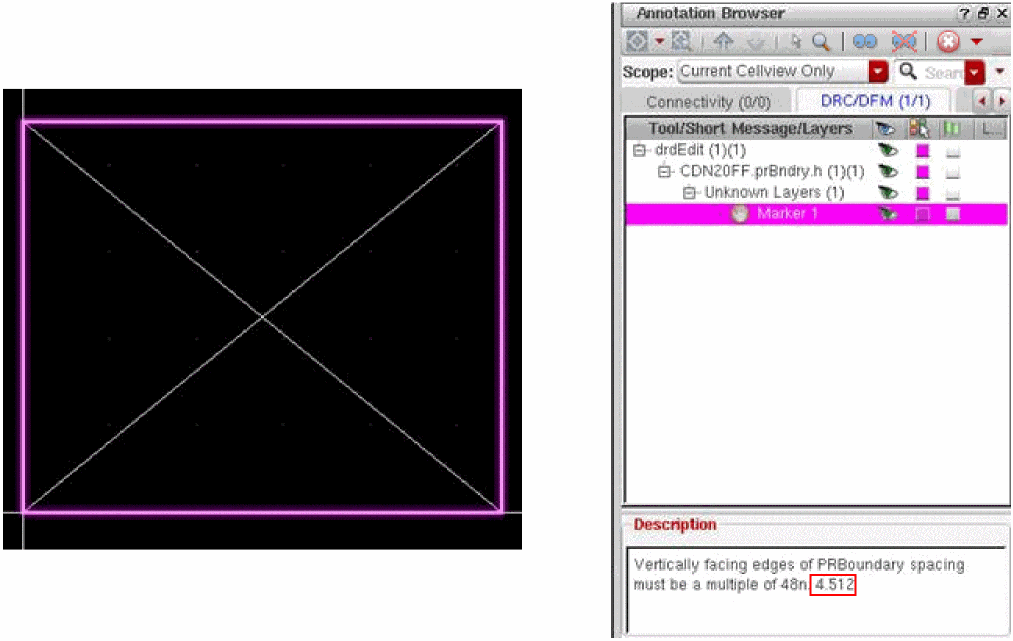 Annotation Browser
Scope: Current Cellview Only Search
Connectivity (0/0) DRC/DFM (1/1)
Tool/Short Message/Layers L...
drdEdit (1)(1)
CDN20FF.prBndry.h (1)(1)
Unknown Layers (1)
Marker 1
Description
Vertically facing edges of PRBoundary spacing
must be a multiple of 48n. 4.512